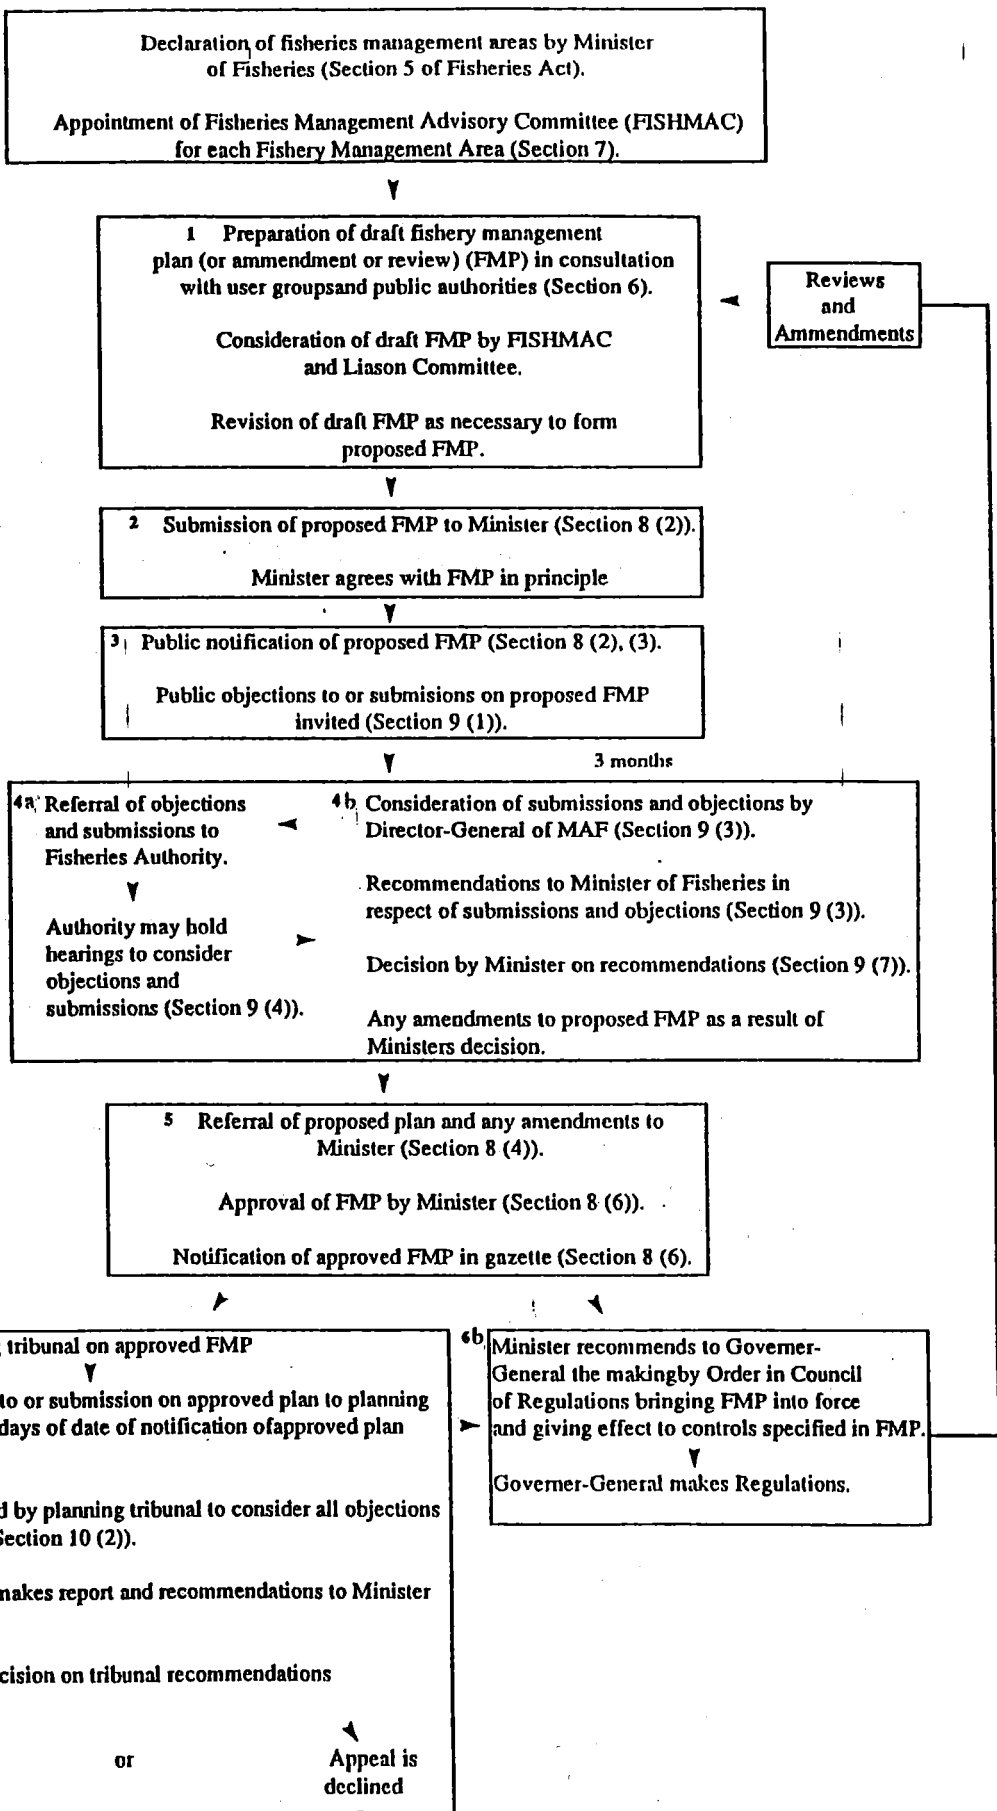 Declaration of fisheries management areas by Minister
of Fisheries (Section 5 of Fisheries Act).
Appointment of Fisheries Management Advisory Committee (FISHMAC)
for each Fishery Management Area (Section 7).
1 Preparation of draft fishery management
plan (or ammendment or review) (FMP) in consultation
with user groupsand public authorities (Section 6).
Consideration of draft FMP by FISHMAC
and Liason Committee.
Revision of draft FMP as necessary to form
proposed FMP.
Reviews
and
Ammendments
2 Submission of proposed FMP to Minister (Section 8 (2)).
Minister agrees with FMP in principle
3 Public notification of proposed FMP (Section 8 (2), (3).
Public objections to or submisions on proposed FMP
invited (Section 9 (1)).
3 months
4a Referral of objections
and submissions to
Fisheries Authority.
Authority may hold
hearings to consider
objections and
submissions (Section 9 (4)).
4b Consideration of submissions and objections by
Director-General of MAF (Section 9 (3)).
Recommendations to Minister of Fisheries in
respect of submissions and objections (Section 9 (3)).
Decision by Minister on recommendations (Section 9 (7)).
Any amendments to proposed FMP as a result of
Ministers decision.
5 Referral of proposed plan and any amendments to
Minister (Section 8 (4)).
Approval of FMP by Minister (Section 8 (6)).
Notification of approved FMP in gazette (Section 8 (6).
tribunal on approved FMP
to or submission on approved plan to planning
days of date of notification ofapproved plan
by planning tribunal to consider all objections
Section 10 (2)).
makes report and recommendations to Minister
cision on tribunal recommendations
or
Appeal is
declined
6b Minister recommends to Governer-
General the makingby Order in Council
of Regulations bringing FMP into force
and giving effect to controls specified in FMP.
Governer-General makes Regulations.